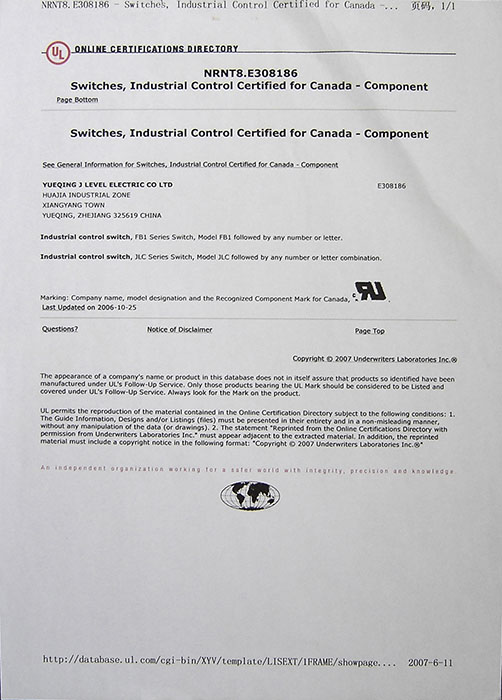 NRNT8.E308186 - Switches, Industrial Control Certified for Canada -... 页码, 1/1
UL ONLINE CERTIFICATIONS DIRECTORY
NRNT8.E308186
Switches, Industrial Control Certified for Canada - Component
Page Bottom
Switches, Industrial Control Certified for Canada - Component
See General Information for Switches, Industrial Control Certified for Canada - Component
YUEQING J LEVEL ELECTRIC CO LTD E308186
HUAJIA INDUSTRIAL ZONE
XIANGYANG TOWN
YUEQING, ZHEJIANG 325619 CHINA
Industrial control switch, FB1 Series Switch, Model FB1 followed by any number or letter.
Industrial control switch, JLC Series Switch, Model JLC followed by any number or letter combination.
Marking: Company name, model designation and the Recognized Component Mark for Canada,
Last Updated on 2006-10-25
Questions? Notice of Disclaimer Page Top
Copyright © 2007 Underwriters Laboratories Inc.®
The appearance of a company's name or product in this database does not in itself assure that products so identified have been
manufactured under UL's Follow-Up Service. Only those products bearing the UL Mark should be considered to be Listed and
covered under UL's Follow-Up Service. Always look for the Mark on the product.
UL permits the reproduction of the material contained in the Online Certification Directory subject to the following conditions: 1.
The Guide Information, Designs and/or Listings (files) must be presented in their entirety and in a non-misleading manner,
without any manipulation of the data (or drawings). 2. The statement "Reprinted from the Online Certifications Directory with
permission from Underwriters Laboratories Inc." must appear adjacent to the extracted material. In addition, the reprinted
material must include a copyright notice in the following format: "Copyright © 2007 Underwriters Laboratories Inc.®"
An independent organization working for a safer world with integrity, precision and knowledge.
http://database.ul.com/cgi-bin/XYV/template/LISEXT/1FRAME/showpage.... 2007-6-11